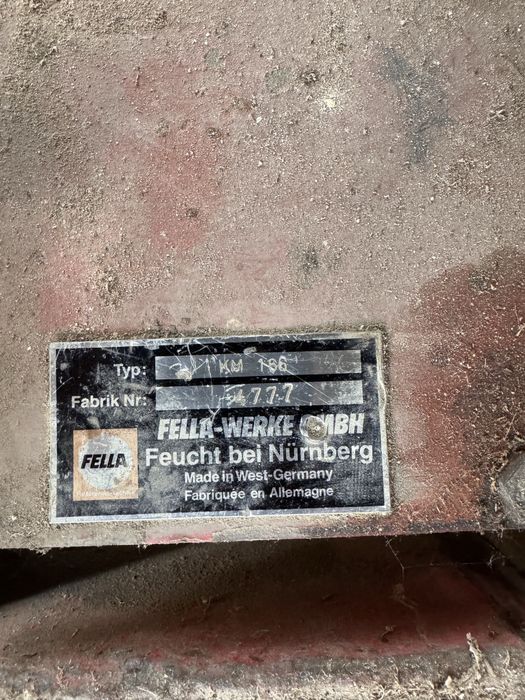 Typ: KM 166
Fabrik Nr: 4777
FELLA-WERKE GMBH
FELLA
Feucht bei Nürnberg
Made in West-Germany
Fabriquée en Allemagne